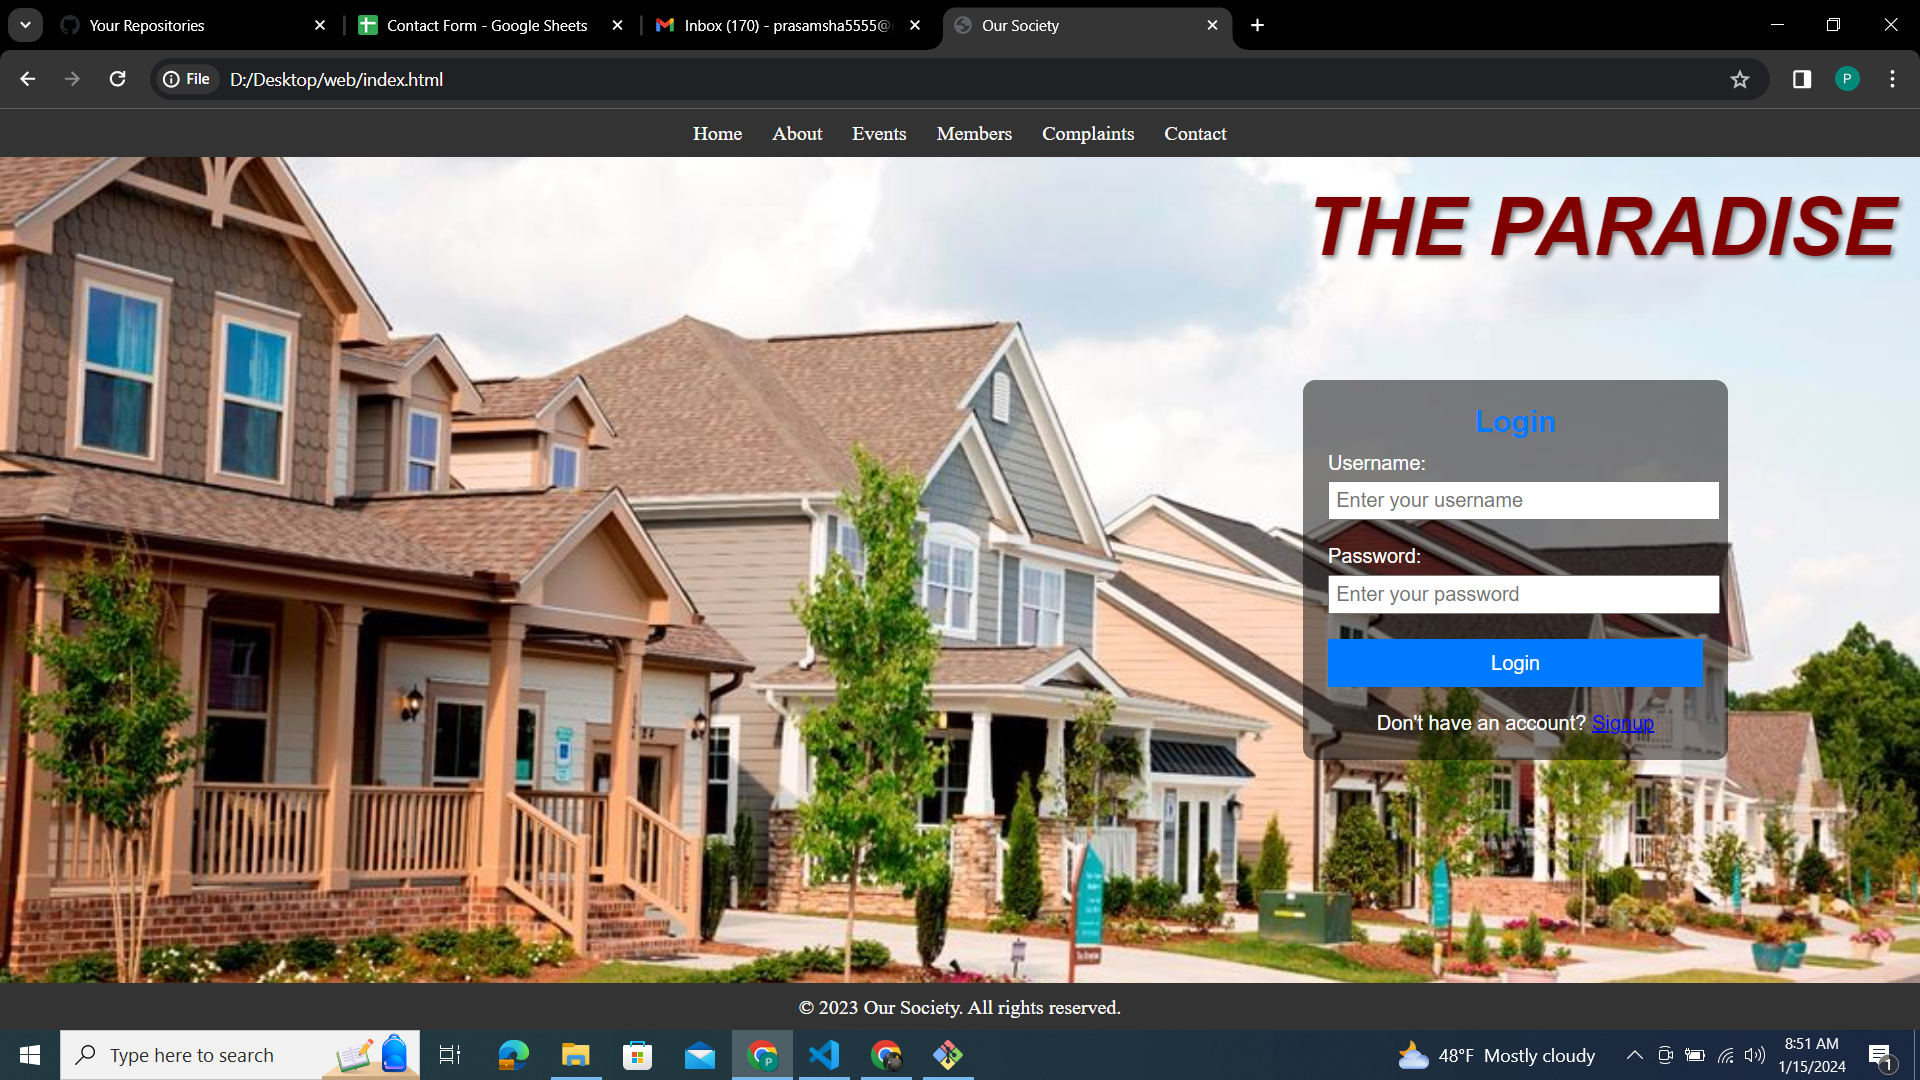 Your Repositories
Contact Form - Google Sheets
Inbox (170) - prasamsha5555@
Our Society
File
D:/Desktop/web/index.html
P
Home
About
Events
Members
Complaints
Contact
THE PARADISE
Login
Username:
Enter your username
Password:
Enter your password
Login
Don't have an account? Signup
© 2023 Our Society. All rights reserved.
Type here to search
P
48°F Mostly cloudy
8:51 AM
1/15/2024
1